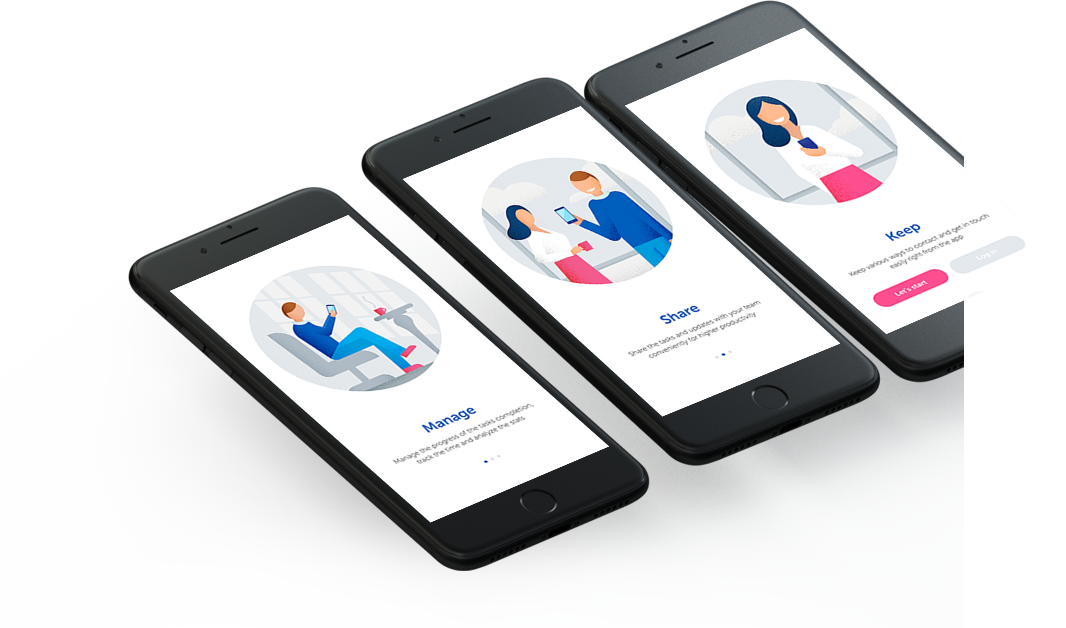 Manage
Manage the progress of the tasks completion,
track the time and analyze the stats
Share
Share the tasks and updates with your team
conveniently for higher productivity
Keep
Keep various ways to contact and get in touch
easily right from the app
Let's start
Log in